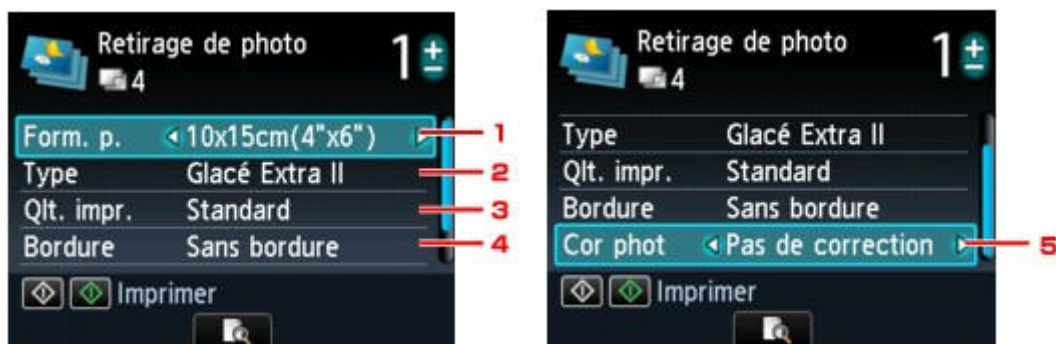 Retirage de photo
1
4
Form. p. 10x15cm(4"x6") 1
Type Glacé Extra II 2
Qlt. impr. Standard 3
Bordure Sans bordure 4
Imprimer
Retirage de photo
1
4
Type Glacé Extra II
Qlt. impr. Standard
Bordure Sans bordure
Cor phot Pas de correction 5
Imprimer